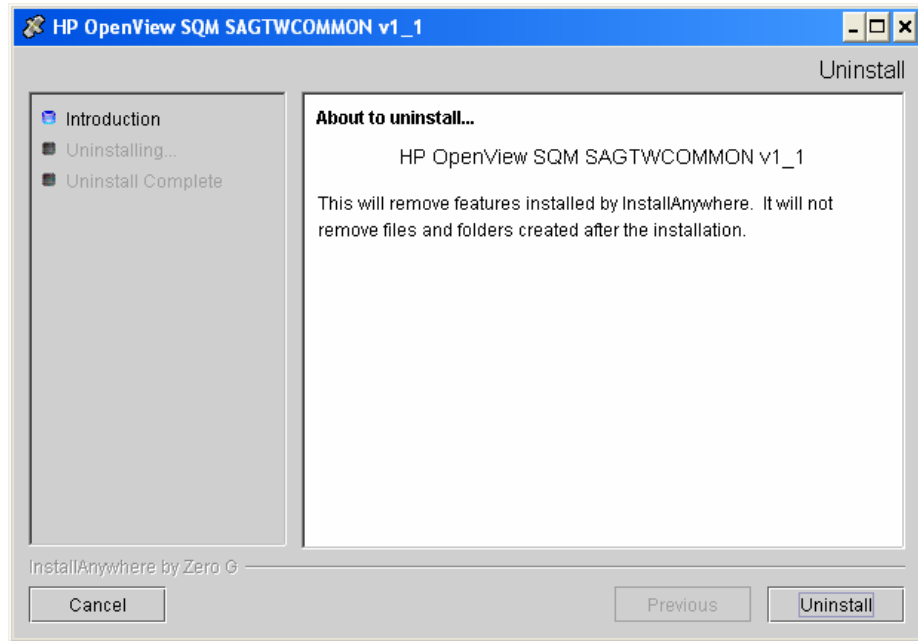 HP OpenView SQM SAGTWCOMMON v1_1
Uninstall
Introduction
Uninstalling...
Uninstall Complete
About to uninstall...
HP OpenView SQM SAGTWCOMMON v1_1
This will remove features installed by InstallAnywhere. It will not
remove files and folders created after the installation.
InstallAnywhere by Zero G
Cancel
Previous
Uninstall